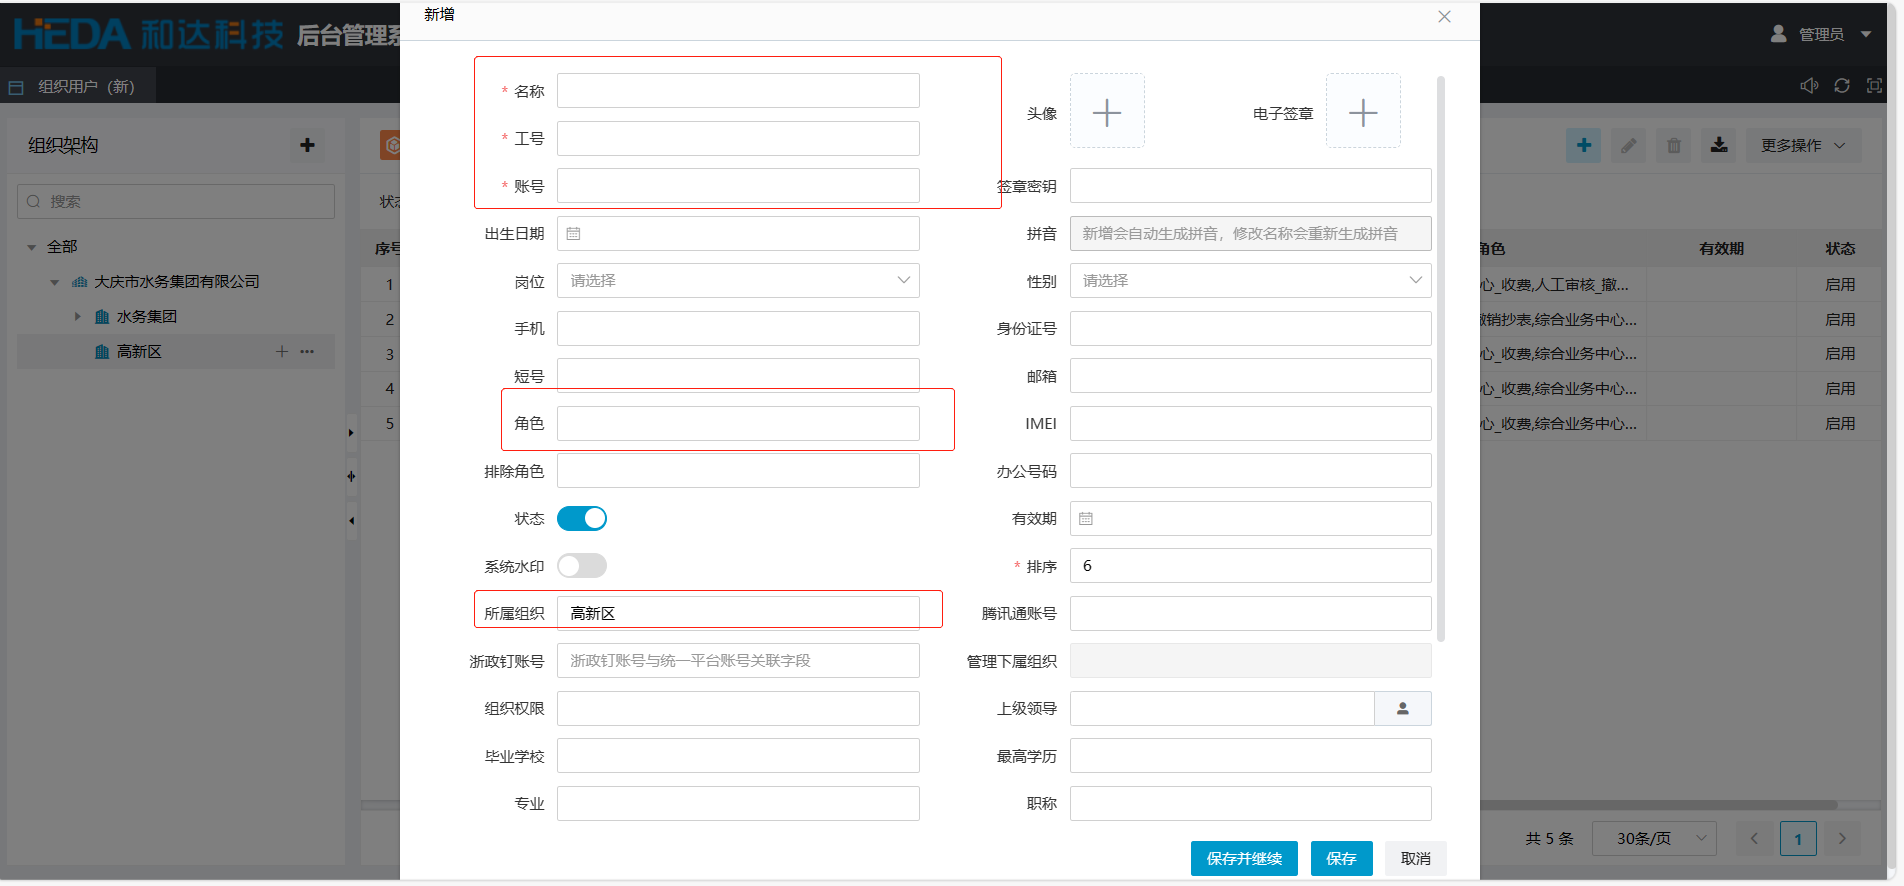 HEDA 和达科技 后台管理系
管理员
组织用户（新）
新增
组织架构
搜索
全部
大庆市水务集团有限公司
水务集团
高新区
更多操作
序号
1
2
3
4
5
角色 有效期 状态
心_收费,人工审核_撤... 启用
销抄表,综合业务中心... 启用
心_收费,综合业务中心... 启用
心_收费,综合业务中心... 启用
心_收费,综合业务中心... 启用
* 名称
头像
电子签章
* 工号
* 账号
签章密钥
出生日期
拼音 新增会自动生成拼音，修改名称会重新生成拼音
岗位 请选择
性别 请选择
手机
身份证号
短号
邮箱
角色
IMEI
排除角色
办公号码
状态
有效期
系统水印
* 排序 6
所属组织 高新区
腾讯通账号
浙政钉账号 浙政钉账号与统一平台账号关联字段
管理下属组织
组织权限
上级领导
毕业学校
最高学历
专业
职称
保存并继续 保存 取消
共 5 条 30条/页 1